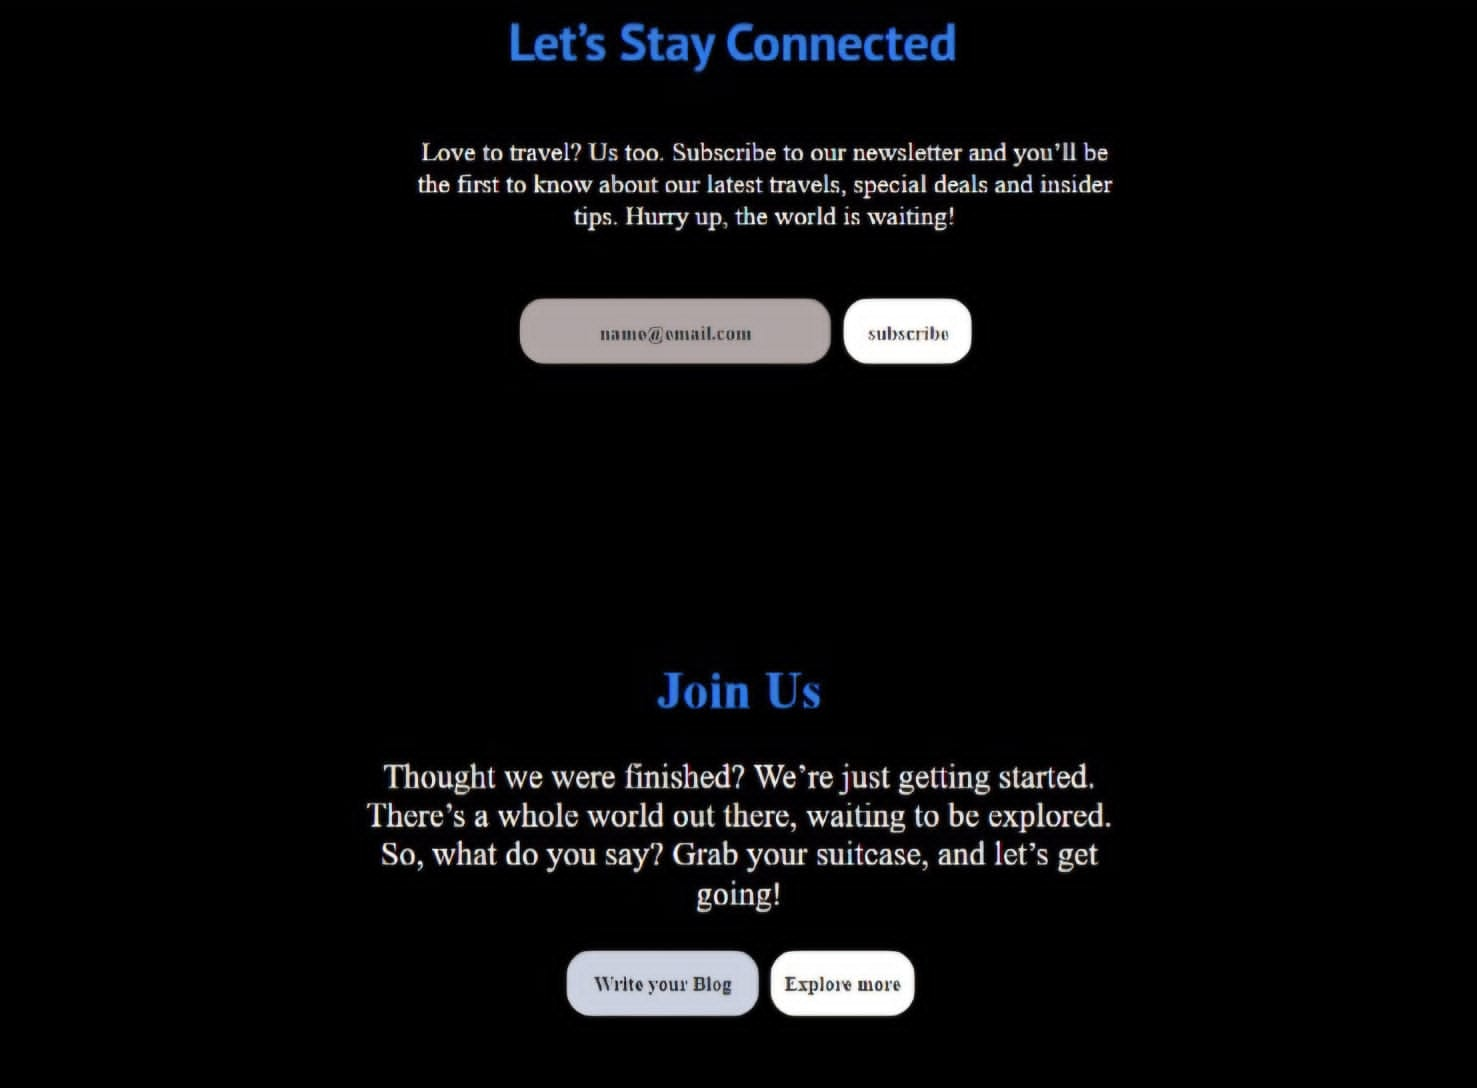 Let’s Stay Connected
Love to travel? Us too. Subscribe to our newsletter and you’ll be
the first to know about our latest travels, special deals and insider
tips. Hurry up, the world is waiting!
name@email.com
subscribe
Join Us
Thought we were finished? We’re just getting started.
There’s a whole world out there, waiting to be explored.
So, what do you say? Grab your suitcase, and let’s get
going!
Write your Blog
Explore more